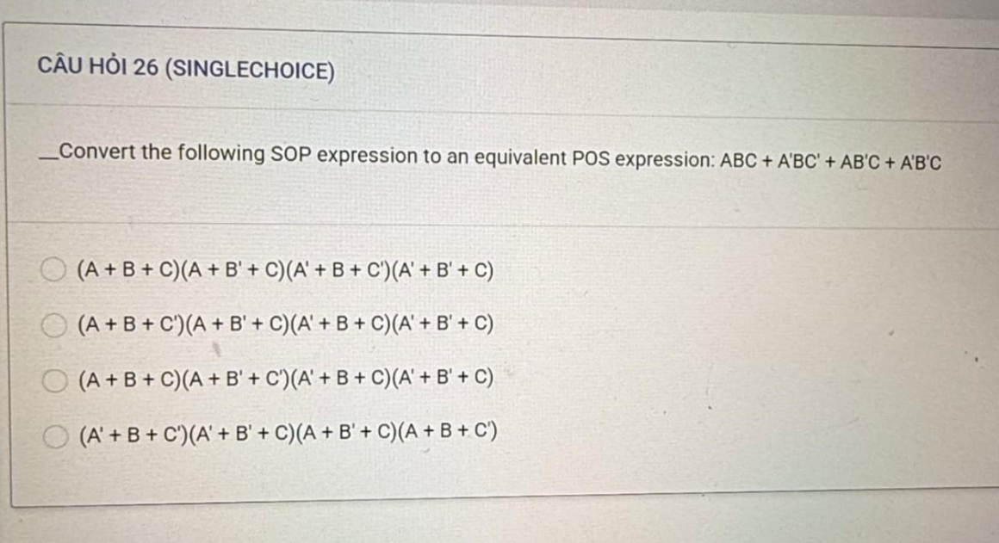 CÂU HỎI 26 (SINGLECHOICE)
__Convert the following SOP expression to an equivalent POS expression: ABC + A'BC' + AB'C + A'B'C
(A + B + C)(A + B' + C)(A' + B + C')(A' + B' + C)
(A + B + C')(A + B' + C)(A' + B + C)(A' + B' + C)
(A + B + C)(A + B' + C')(A' + B + C)(A' + B' + C)
(A' + B + C')(A' + B' + C)(A + B' + C)(A + B + C')